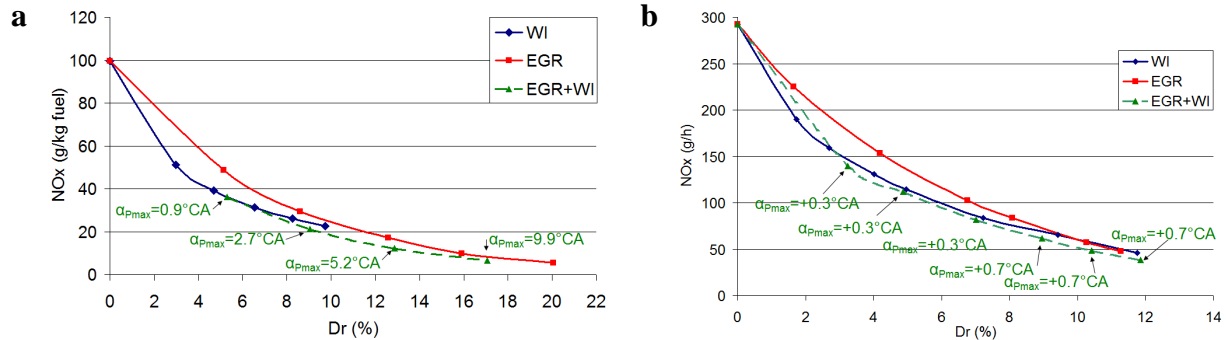 a
120
100
80
60
40
20
0
NOx (g/kg fuel)
WI
EGR
EGR+WI
αPmax=0.9°CA
αPmax=2.7°CA
αPmax=5.2°CA
αPmax=9.9°CA
0 2 4 6 8 10 12 14 16 18 20 22
Dr (%)
b
300
250
200
150
100
50
0
NOx (g/h)
WI
EGR
EGR+WI
αPmax=+0.3°CA
αPmax=+0.3°CA
αPmax=+0.3°CA
αPmax=+0.7°CA
αPmax=+0.7°CA
αPmax=+0.7°CA
0 2 4 6 8 10 12 14
Dr (%)